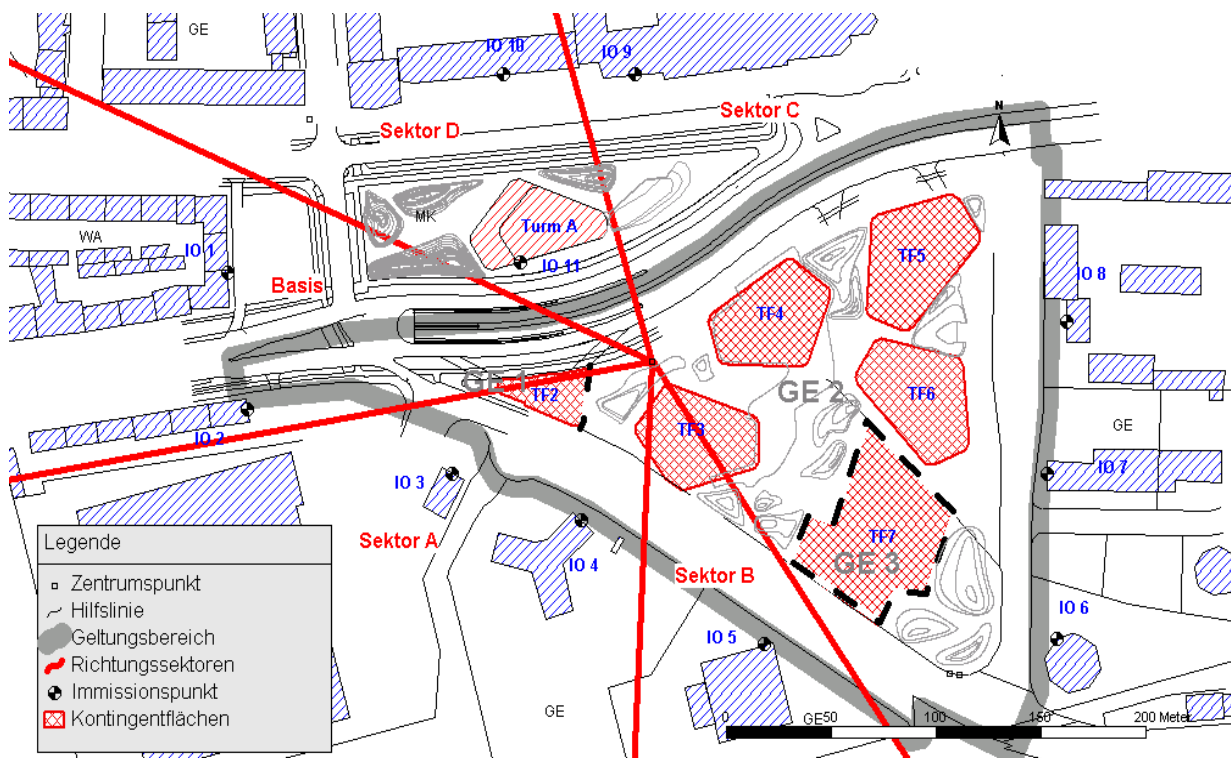 GE
IO 10
IO 9
Sektor C
Sektor D
N
MK
Turm A
WA
IO 1
IO 11
TF5
IO 8
Basis
TF4
GE 1
TF2
GE 2
TF6
IO 2
TF3
GE
IO 3
IO 7
Sektor A
TF7
IO 4
GE 3
Sektor B
IO 6
IO 5
GE
Legende
Zentrumspunkt
Hilfslinie
Geltungsbereich
Richtungssektoren
Immissionspunkt
Kontingentflächen
0 GE 50 100 150 200 Meter